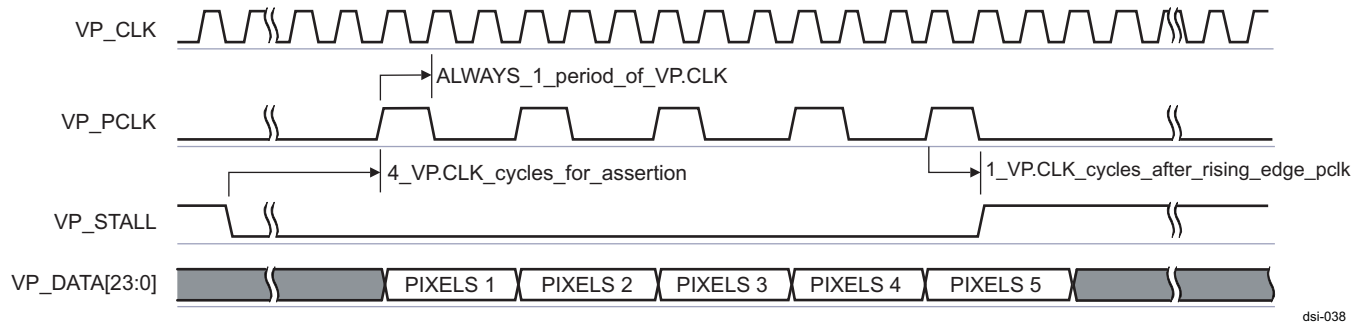 VP_CLK
ALWAYS_1_period_of_VP.CLK
VP_PCLK
4_VP.CLK_cycles_for_assertion
1_VP.CLK_cycles_after_rising_edge_pclk
VP_STALL
VP_DATA[23:0]
PIXELS 1 PIXELS 2 PIXELS 3 PIXELS 4 PIXELS 5
dsi-038